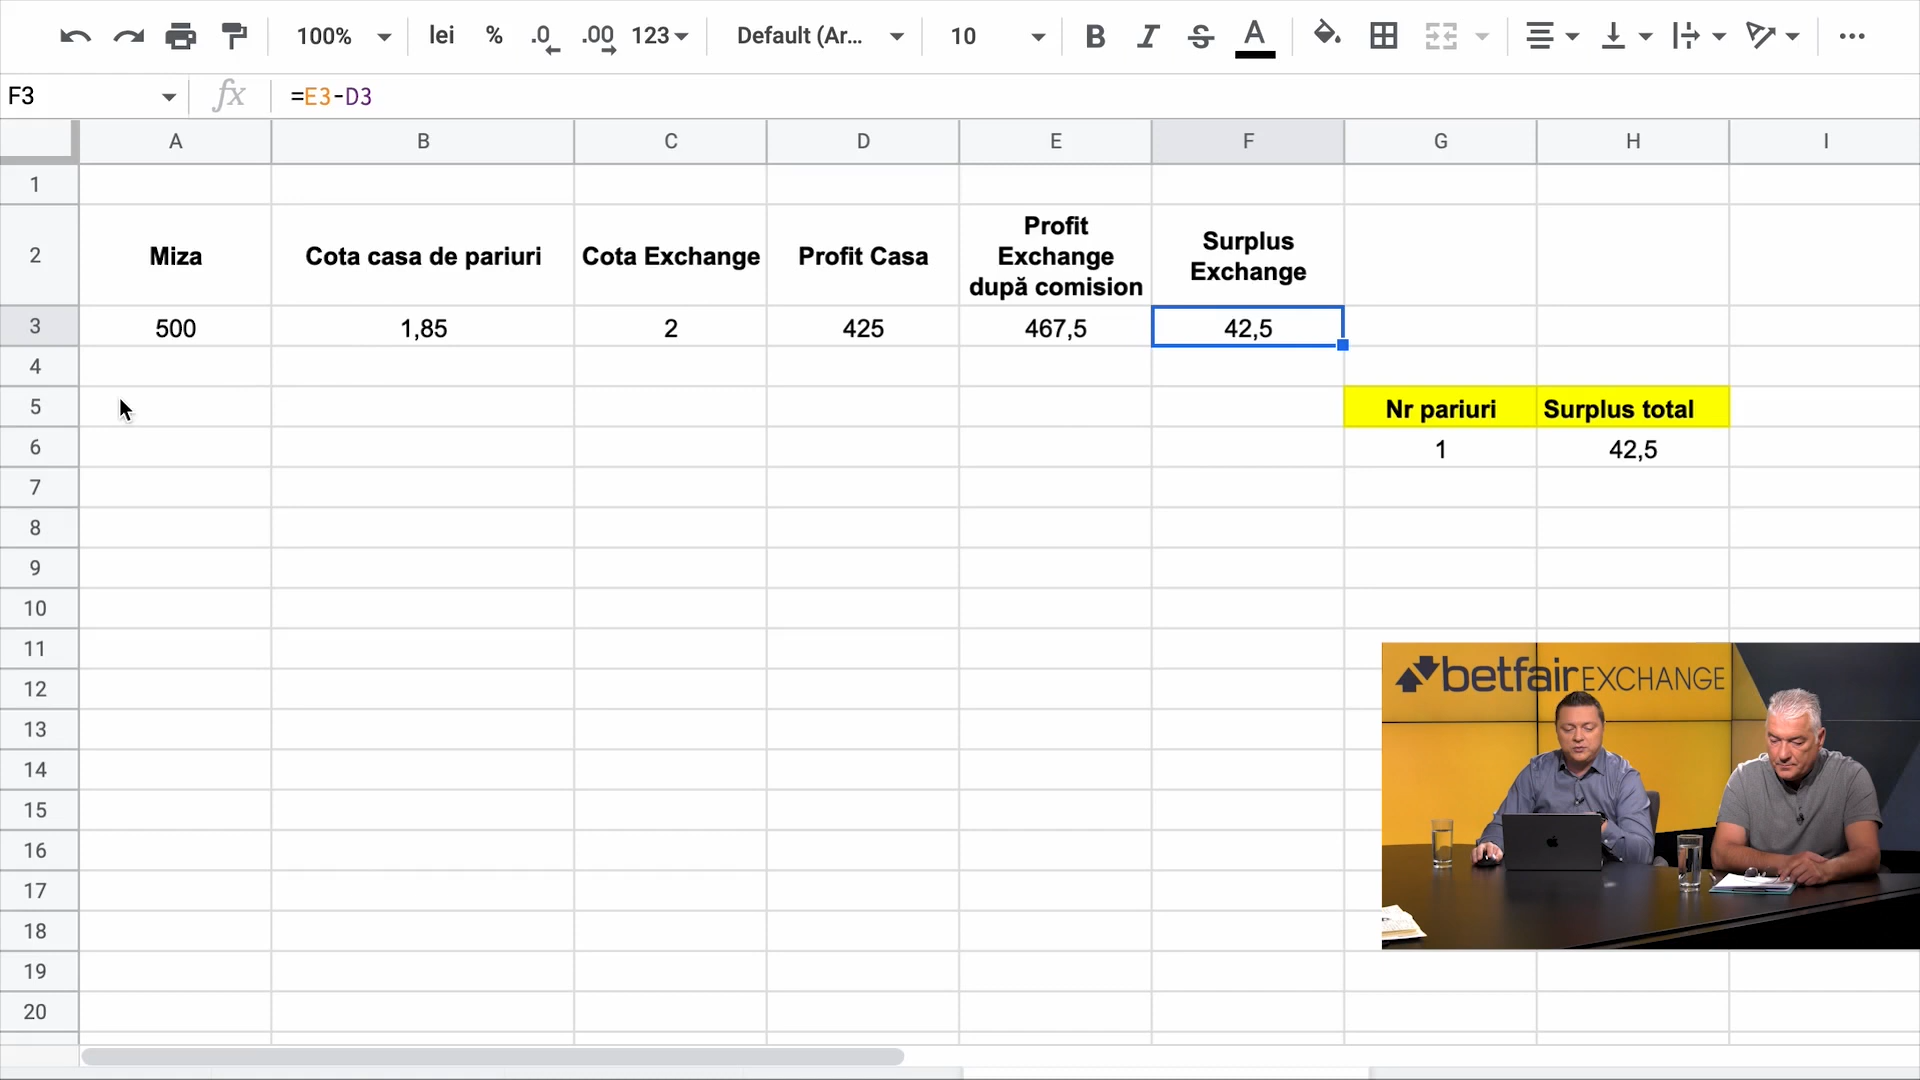 100% lei % .0 .00 123 Default (Ar... 10 B I S A
F3 fx =E3-D3
A B C D E F G H I
1
2 Miza Cota casa de pariuri Cota Exchange Profit Casa Profit Exchange după comision Surplus Exchange
3 500 1,85 2 425 467,5 42,5
4
5 Nr pariuri Surplus total
6 1 42,5
7
8
9
10
11
12
13
14
15
16
17
18
19
20
betfair EXCHANGE